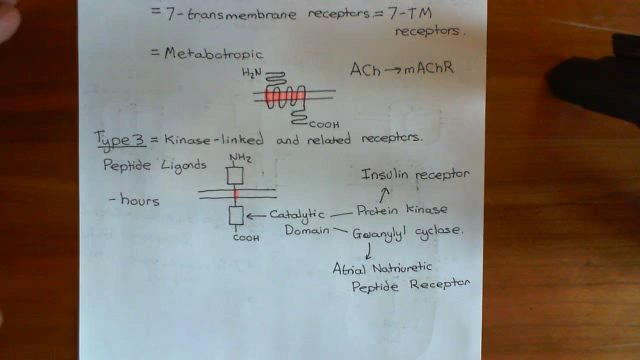 = 7-transmembrane receptors = 7-TM
receptors.
= Metabotropic
H₂N
ACh → mAChR
COOH
Type 3 = Kinase-linked and related receptors.
Peptide Ligands
NHz
Insulin receptor
- hours
← Catalytic — Protein Kinase
Domain — Guanylyl cyclase.
COOH
Atrial Natriuretic
Peptide Receptor